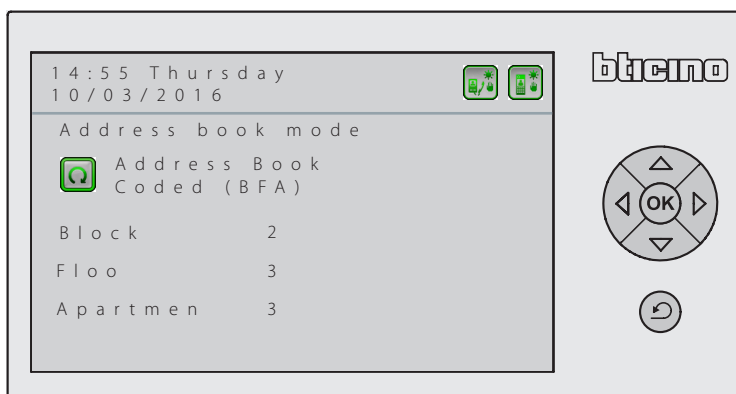 14:55 Thursday
10/03/2016
bticino
Address book mode
Address Book
Coded (BFA)
Block 2
Floo 3
Apartmen 3
OK